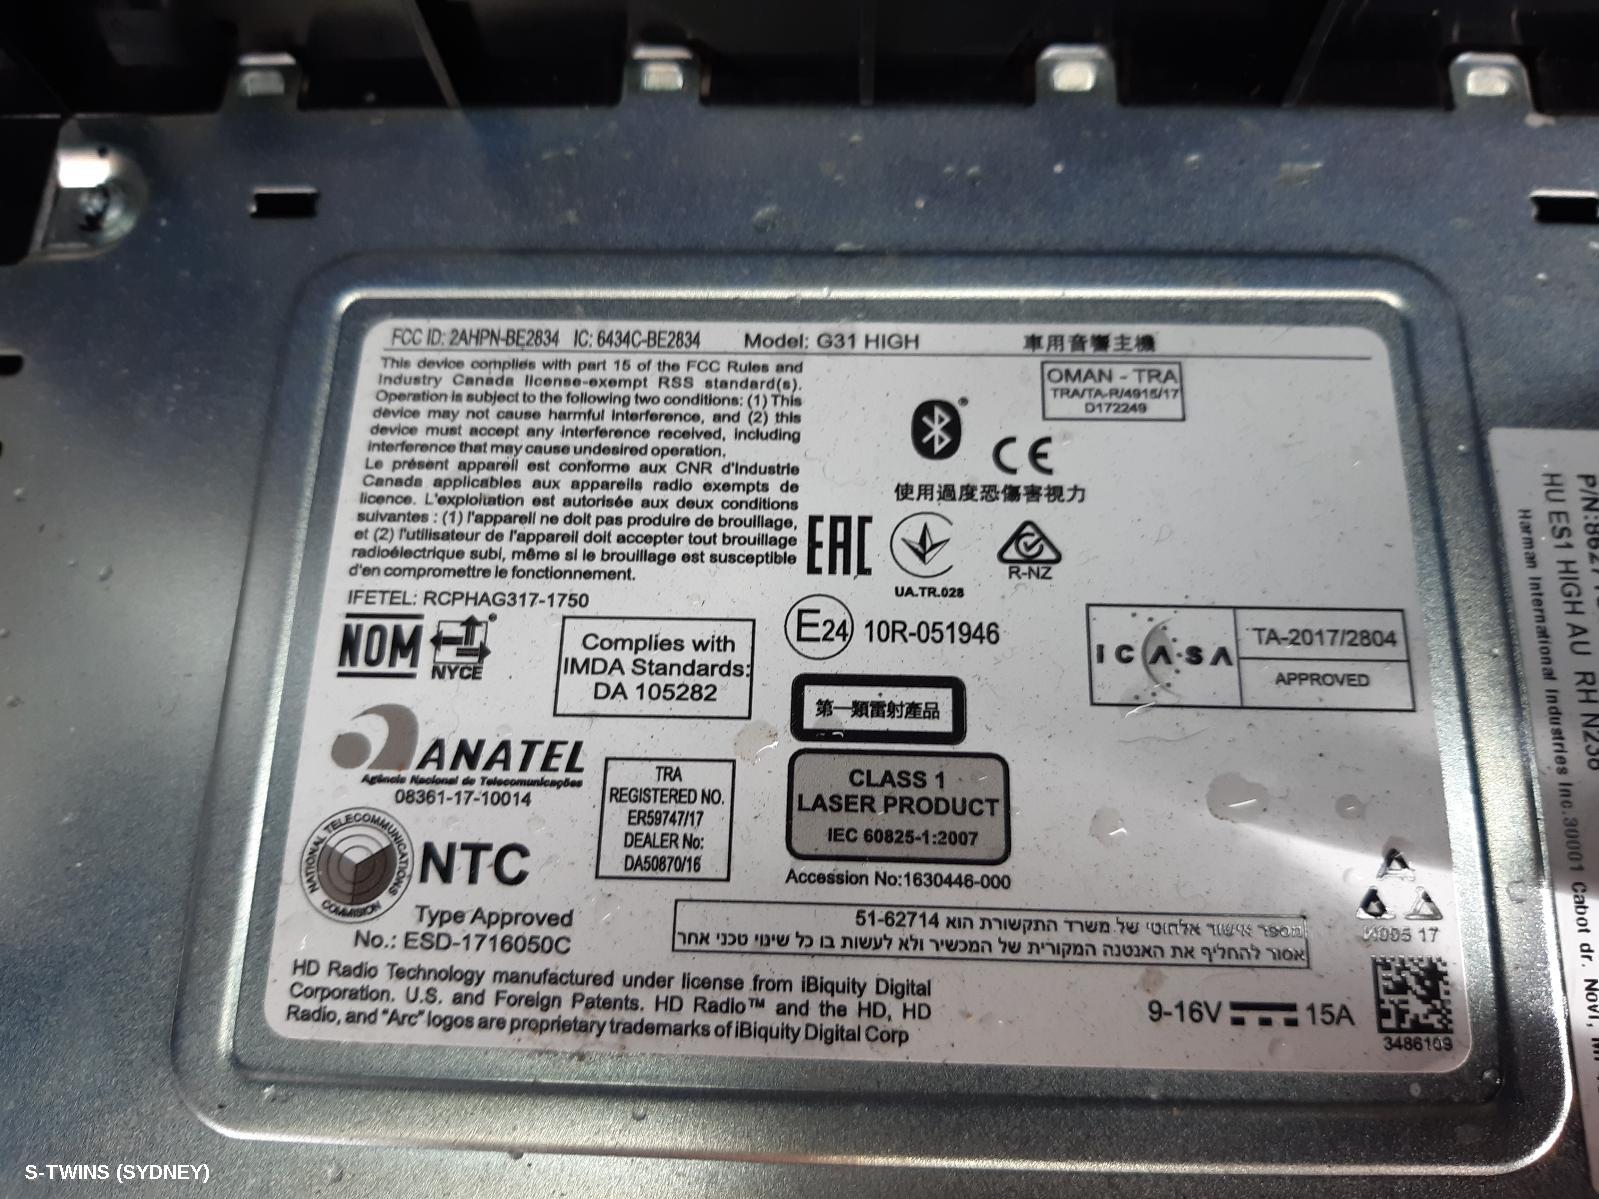 FCC ID: 2AHPN-BE2834 IC: 6434C-BE2834 Model: G31 HIGH 車用音響主機
This device complies with part 15 of the FCC Rules and
Industry Canada license-exempt RSS standard(s).
Operation is subject to the following two conditions: (1) This
device may not cause harmful interference, and (2) this
device must accept any interference received, including
interference that may cause undesired operation.
Le présent appareil est conforme aux CNR d'Industrie
Canada applicables aux appareils radio exempts de
licence. L'exploitation est autorisée aux deux conditions
suivantes : (1) l'appareil ne doit pas produire de brouillage,
et (2) l'utilisateur de l'appareil doit accepter tout brouillage
radioélectrique subi, même si le brouillage est susceptible
d'en compromettre le fonctionnement.
IFETEL: RCPHAG317-1750
OMAN - TRA
TRA/TA-R/4915/17
D172249
CE
使用過度恐傷害視力
EAC
UA.TR.028
R-NZ
NOM
NYCE
Complies with
IMDA Standards:
DA 105282
E24 10R-051946
ICASA
TA-2017/2804
APPROVED
第一類雷射產品
ANATEL
Agência Nacional de Telecomunicações
08361-17-10014
TRA
REGISTERED NO.
ER59747/17
DEALER No:
DA50870/16
CLASS 1
LASER PRODUCT
IEC 60825-1:2007
Accession No:1630446-000
NATIONAL TELECOMMUNICATIONS
COMMISION
NTC
Type Approved
No.: ESD-1716050C
מספר אישור אלחוטי של משרד התקשורת הוא 51-62714
אסור להחליף את האנטנה המקורית של המכשיר ולא לעשות בו כל שינוי טכני אחר
HD Radio Technology manufactured under license from iBiquity Digital
Corporation. U.S. and Foreign Patents. HD Radio™ and the HD, HD
Radio, and "Arc" logos are proprietary trademarks of iBiquity Digital Corp
17
9-16V 15A
3486109
HU ES1 HIGH AU RH N238
Harman International Industries Inc.30001 Cabot dr. Novi,
S-TWINS (SYDNEY)